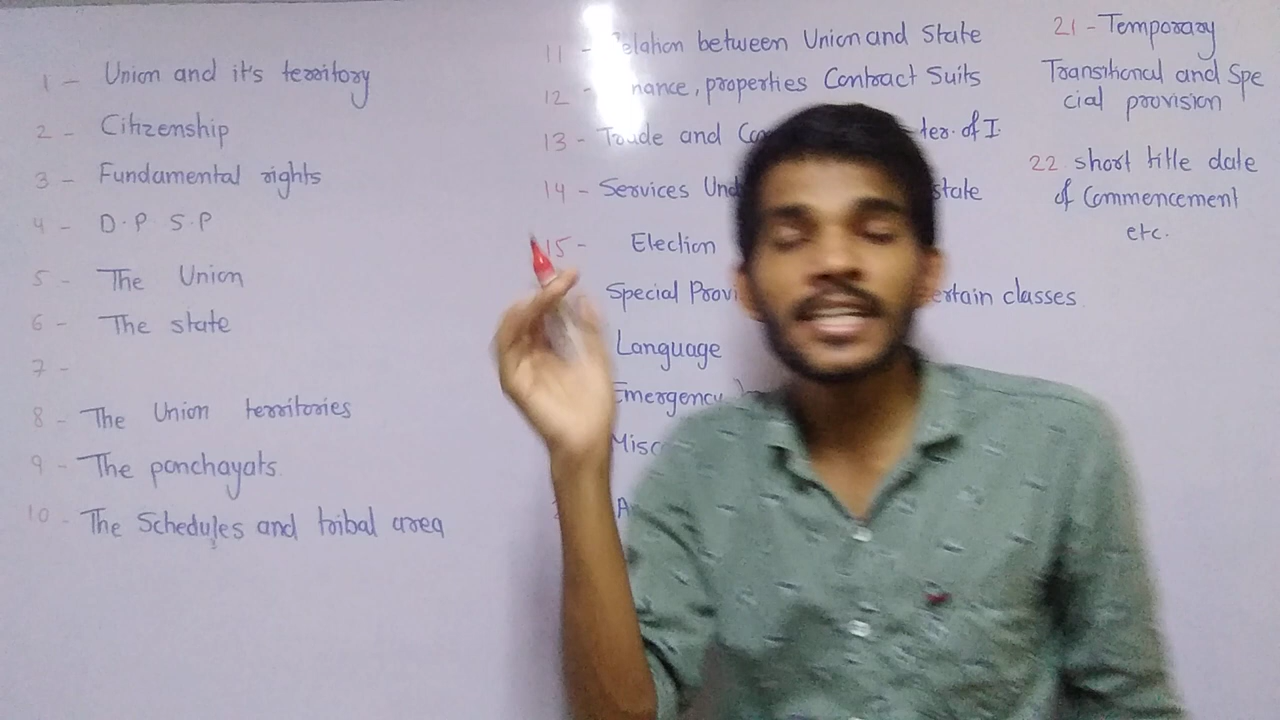 1 - Union and it's territory
2 - Citizenship
3 - Fundamental rights
4 - D.P S.P
5 - The Union
6 - The state
7 -
8 - The Union territories
9 - The panchayats
10 - The Schedules and tribal area
11 - elation between Union and State
12 - nance, properties Contract Suits
13 - Trade and ter. of I.
14 - Services state
15 - Election
Special ertain classes
Language
Emergency
Misc
21 - Temporary
Transitional and Spe
cial provision
22 short title date
of Commencement
etc.